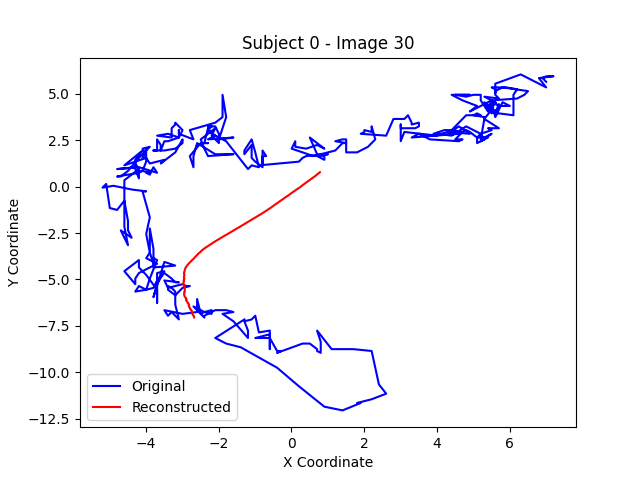 Subject 0 - Image 30
Y Coordinate
5.0
2.5
0.0
−2.5
−5.0
−7.5
−10.0
−12.5
Original
Reconstructed
−4
−2
0
2
4
6
X Coordinate